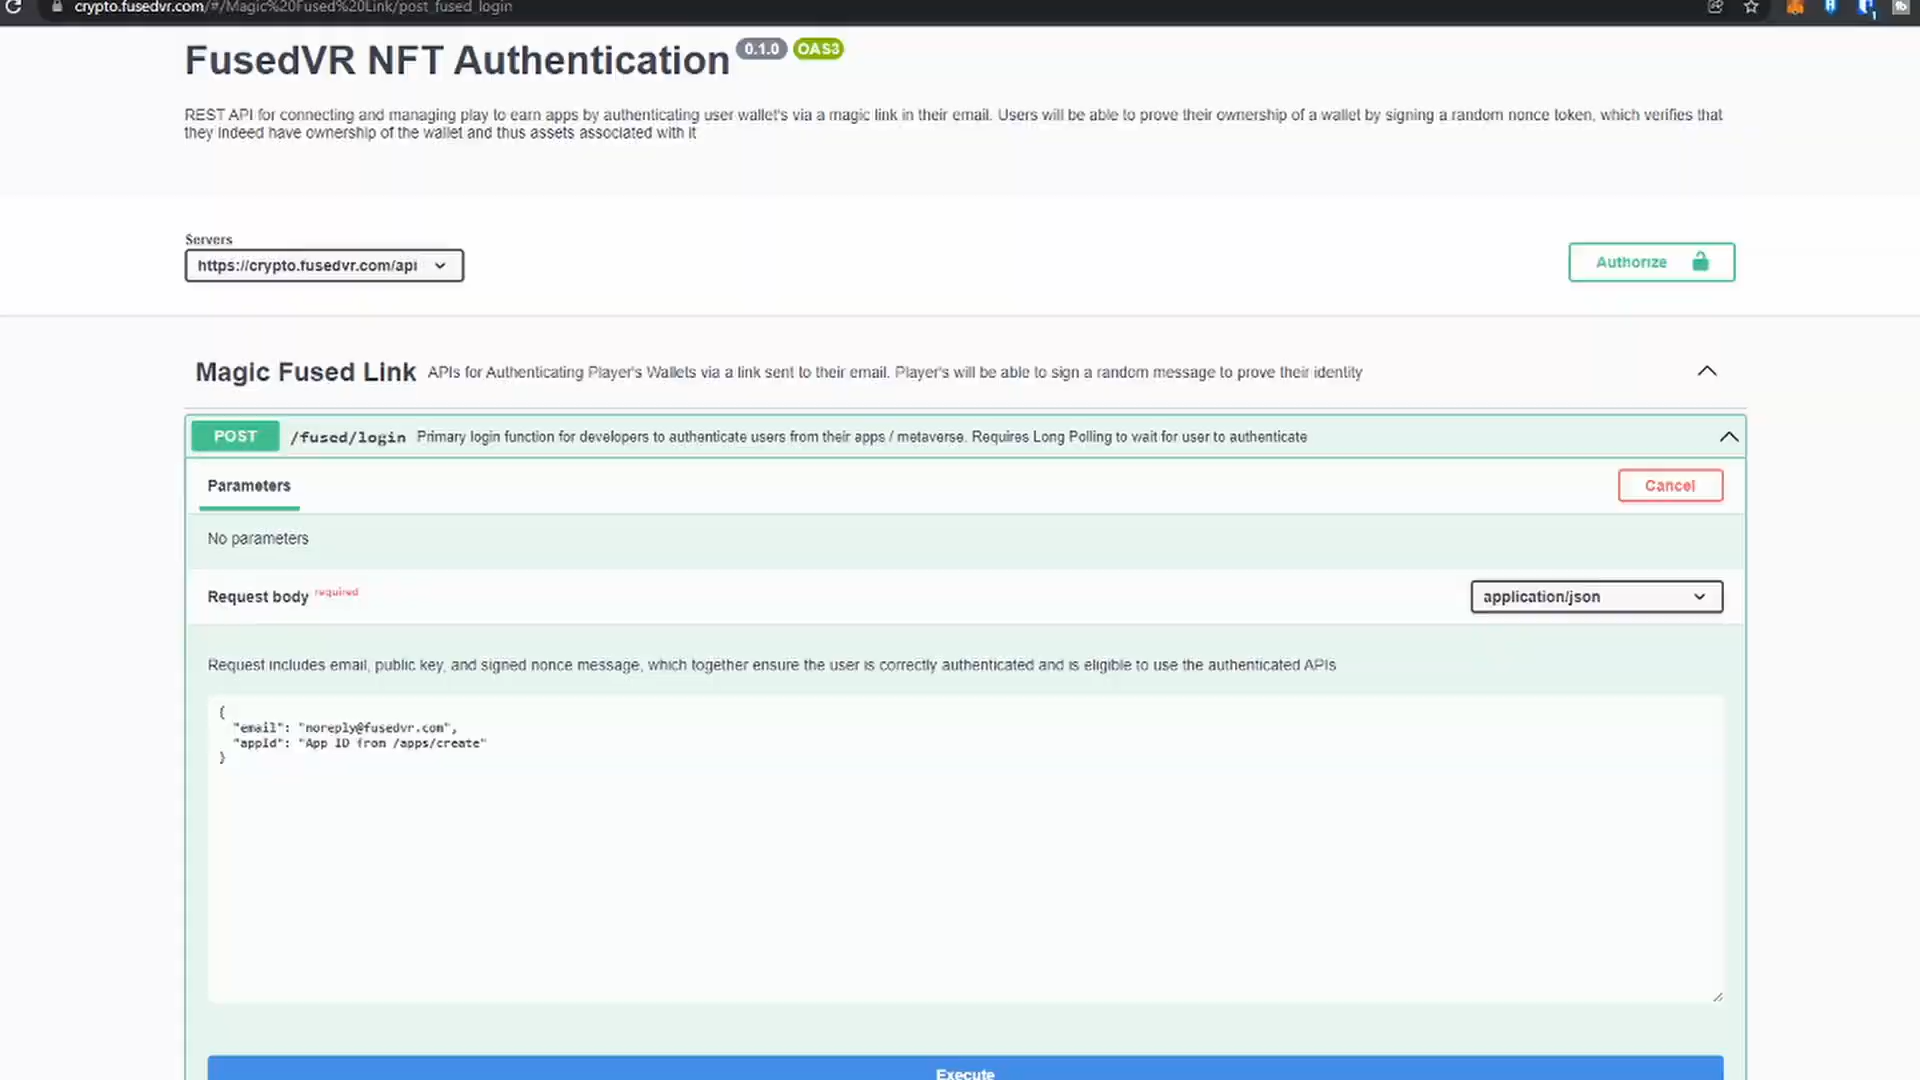 crypto.fusedvr.com/#/Magic%20Fused%20Link/post_fused_login
FusedVR NFT Authentication 0.1.0 OAS3
REST API for connecting and managing play to earn apps by authenticating user wallet's via a magic link in their email. Users will be able to prove their ownership of a wallet by signing a random nonce token, which verifies that
they indeed have ownership of the wallet and thus assets associated with it
Servers
https://crypto.fusedvr.com/api
Authorize
Magic Fused Link APIs for Authenticating Player's Wallets via a link sent to their email. Player's will be able to sign a random message to prove their identity
POST /fused/login Primary login function for developers to authenticate users from their apps / metaverse. Requires Long Polling to wait for user to authenticate
Parameters
Cancel
No parameters
Request body required
application/json
Request includes email, public key, and signed nonce message, which together ensure the user is correctly authenticated and is eligible to use the authenticated APIs
{
"email": "noreply@fusedvr.com",
"appId": "App ID from /apps/create"
}
Execute